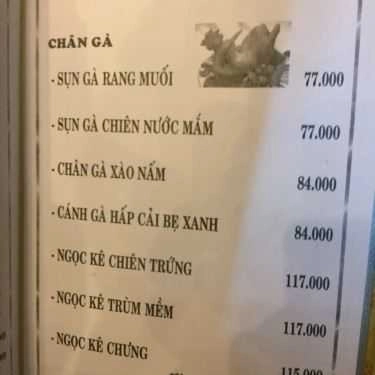 CHÂN GÀ
- SỤN GÀ RANG MUỐI 77.000
- SỤN GÀ CHIÊN NƯỚC MẮM 77.000
- CHÂN GÀ XÀO NẤM 84.000
- CÁNH GÀ HẤP CẢI BẸ XANH 84.000
- NGỌC KÊ CHIÊN TRỨNG 117.000
- NGỌC KÊ TRÙM MỀM 117.000
- NGỌC KÊ CHƯNG 115.000